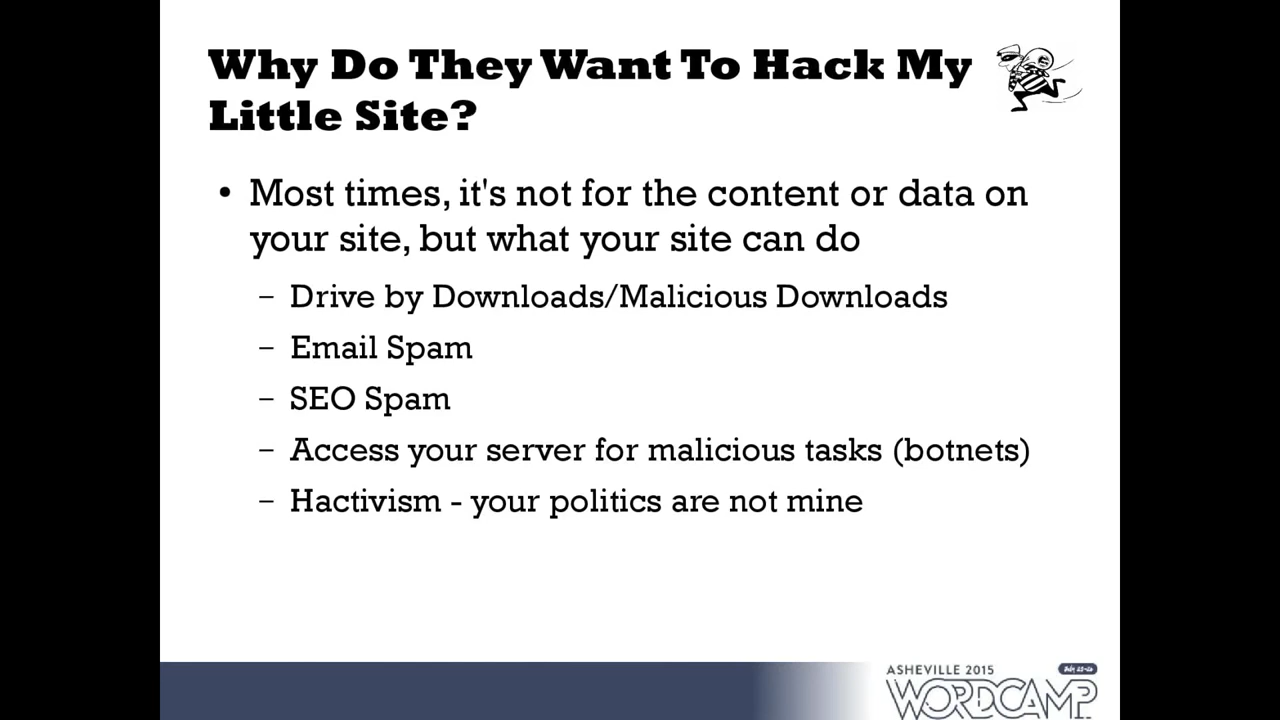 Why Do They Want To Hack My
Little Site?
• Most times, it's not for the content or data on
your site, but what your site can do
– Drive by Downloads/Malicious Downloads
– Email Spam
– SEO Spam
– Access your server for malicious tasks (botnets)
– Hactivism - your politics are not mine
ASHEVILLE 2015
WORDCAMP